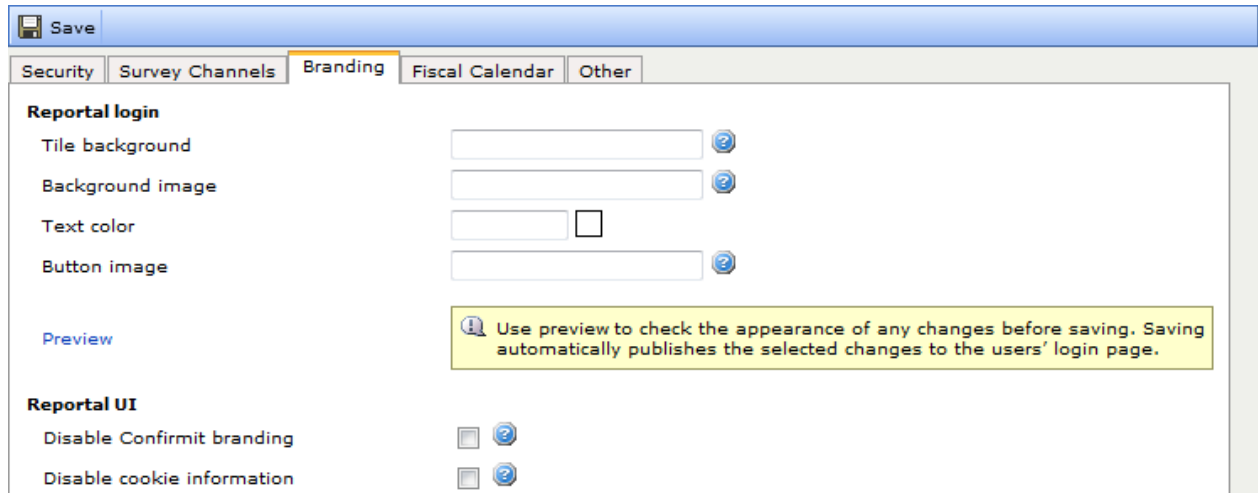 Save
Security Survey Channels Branding Fiscal Calendar Other
Reportal login
Tile background
Background image
Text color
Button image
Preview
Use preview to check the appearance of any changes before saving. Saving
automatically publishes the selected changes to the users’ login page.
Reportal UI
Disable Confirmit branding
Disable cookie information